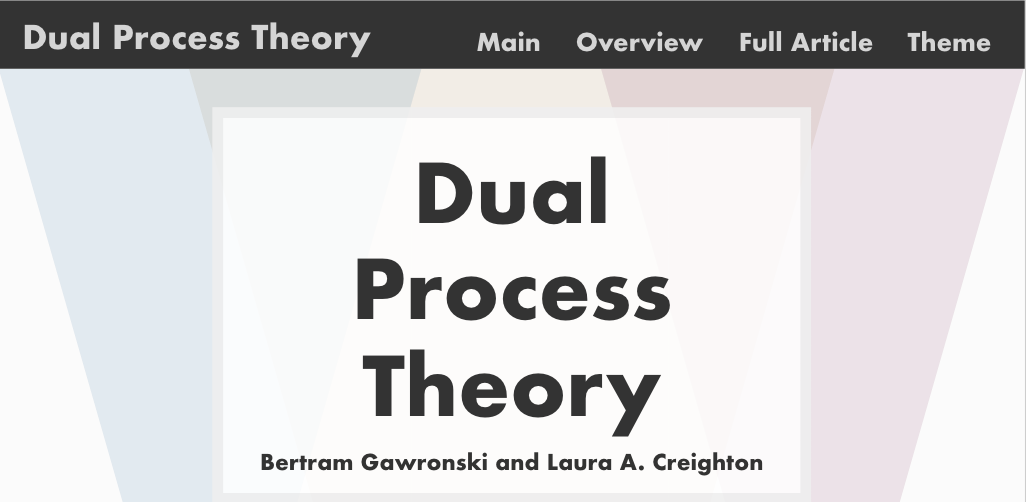 Dual Process Theory Main Overview Full Article Theme
Dual
Process
Theory
Bertram Gawronski and Laura A. Creighton